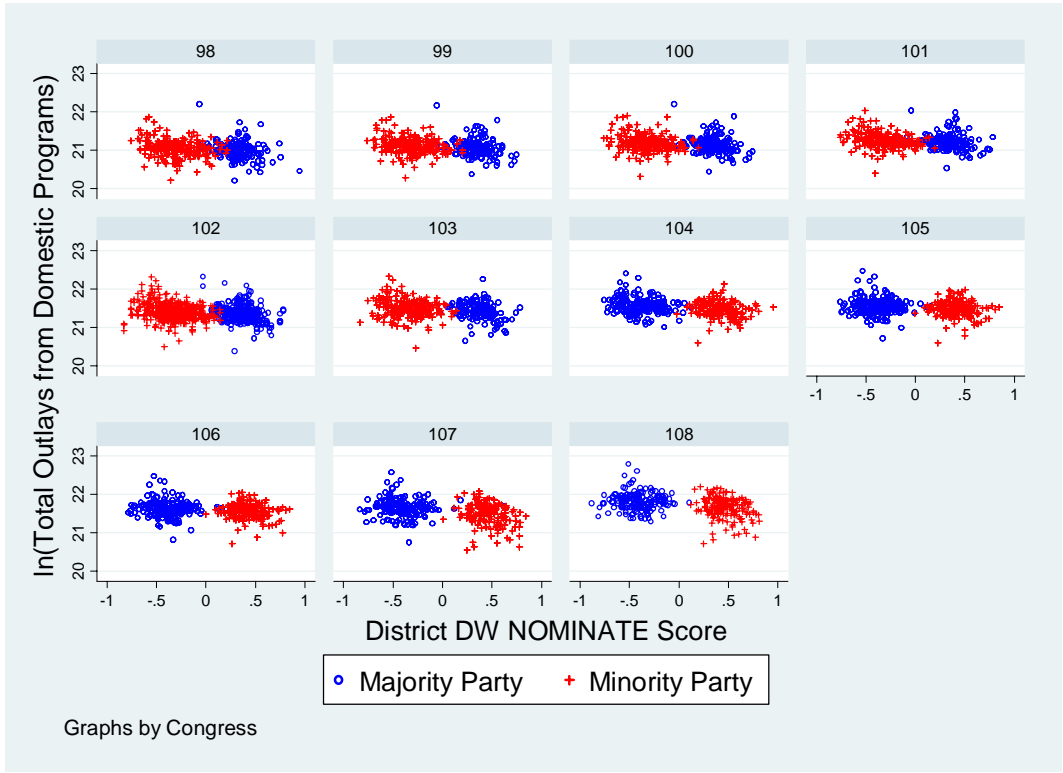 ln(Total Outlays from Domestic Programs)
98 99 100 101
23
22
21
20
102 103 104 105
23
22
21
20
-1 -.5 0 .5 1
106 107 108
23
22
21
20
-1 -.5 0 .5 1 -1 -.5 0 .5 1 -1 -.5 0 .5 1
District DW NOMINATE Score
Majority Party Minority Party
Graphs by Congress